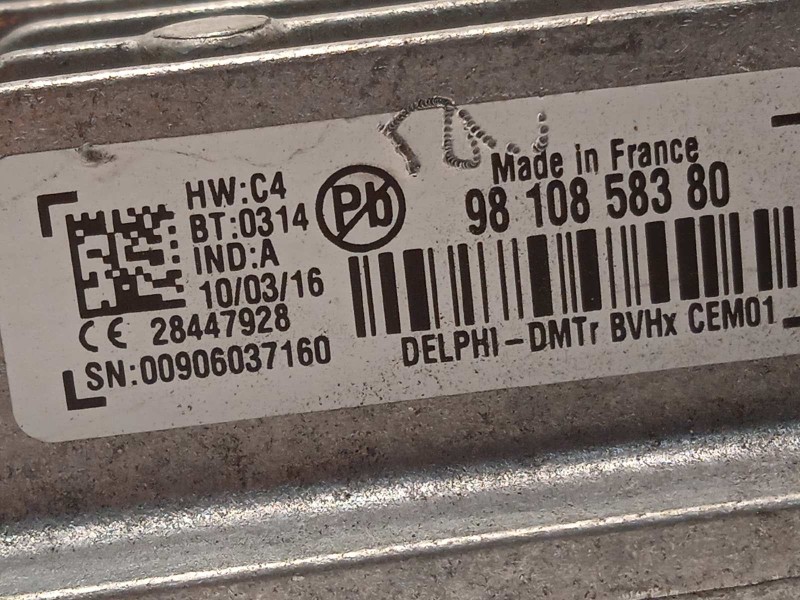 HW:C4
BT:0314
IND:A
10/03/16
CE 28447928
SN:00906037160
Pb
Made in France
98 108 583 80
DELPHI-DMTr BVHx CEM01